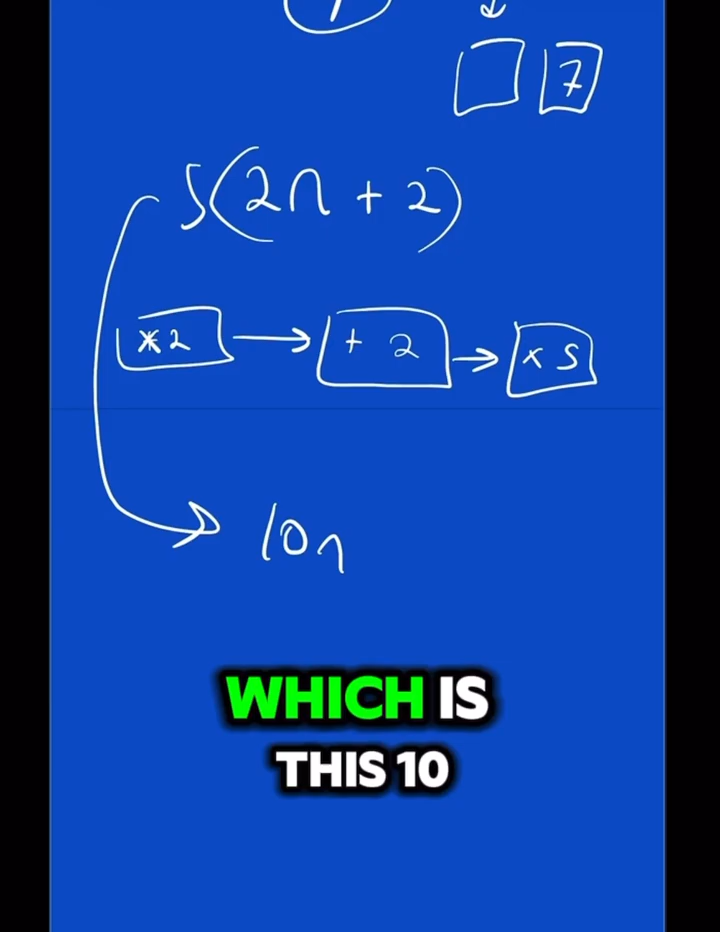 7
5(2n + 2)
×2 → + 2 → × 5
10n
WHICH IS
THIS 10